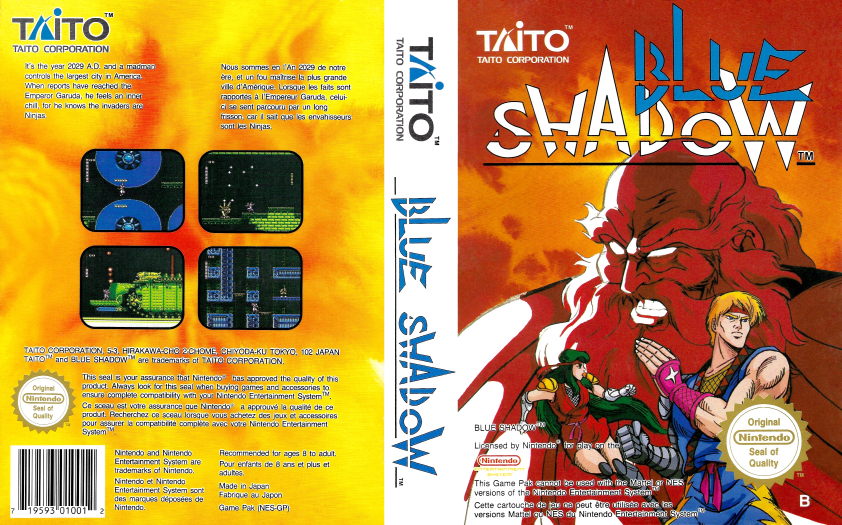 TAITO™
TAITO CORPORATION
It's the year 2029 A.D. and a madman
controls the largest city in America.
When reports have reached the
Emperor Garuda, he feels an inner
chill, for he knows the invaders are
Ninjas.
Nous sommes en l'An 2029 de notre
ère, et un fou maîtrise la plus grande
ville d'Amérique. Lorsque les faits sont
rapportés à l'Empereur Garuda, celui-
ci se sent parcouru par un long
frisson, car il sait que les envahisseurs
sont les Ninjas.
TAITO CORPORATION, 5-3, HIRAKAWA-CHO 2'CHOME, CHIYODA-KU TOKYO, 102 JAPAN
TAITO™ and BLUE SHADOW™ are trademarks of TAITO CORPORATION.
Original
Nintendo
Seal of
Quality
This seal is your assurance that Nintendo® has approved the quality of this
product. Always look for this seal when buying games and accessories to
ensure complete compatibility with your Nintendo Entertainment System™.
Ce sceau est votre assurance que Nintendo® a approuvé la qualité de ce
produit. Recherchez ce sceau lorsque vous achetez des jeux et accessoires
pour assurer la compatibilité complète avec votre Nintendo Entertainment
System™.
7 19593 01001 2
Nintendo and Nintendo
Entertainment System are
trademarks of Nintendo.
Nintendo et Nintendo
Entertainment System sont
des marques déposées de
Nintendo.
Recommended for ages 8 to adult.
Pour enfants de 8 ans et plus et
adultes.
Made in Japan
Fabrique au Japon
Game Pak (NES-GP)
TAITO™
TAITO CORPORATION
BLUE SHADOW™
TAITO™
TAITO CORPORATION
BLUE
SHADOW™
BLUE SHADOW™
Licensed by Nintendo® for play on the
Nintendo
This Game Pak cannot be used with the Mattel or NES
versions of the Nintendo Entertainment System™
Cette cartouche de jeu ne peut être utilisée avec les
versions Mattel ou NES du Nintendo Entertainment System™
Original
Nintendo
Seal of
Quality
TM
B